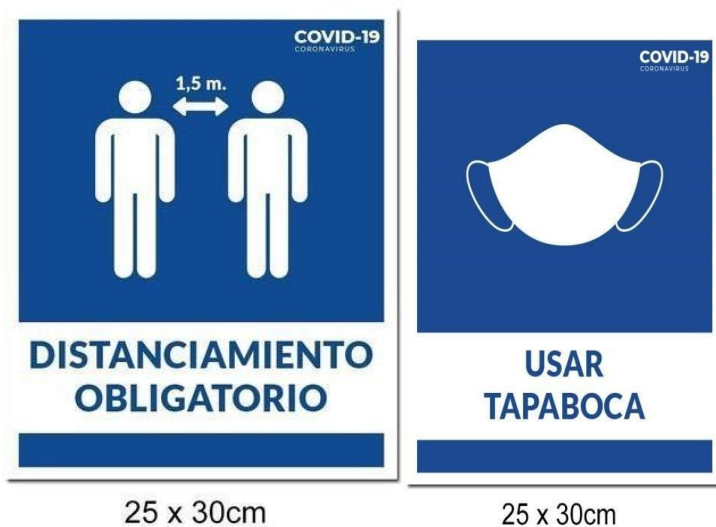 COVID-19
CORONAVIRUS
1,5 m.
DISTANCIAMIENTO
OBLIGATORIO
25 x 30cm
COVID-19
CORONAVIRUS
USAR
TAPABOCA
25 x 30cm